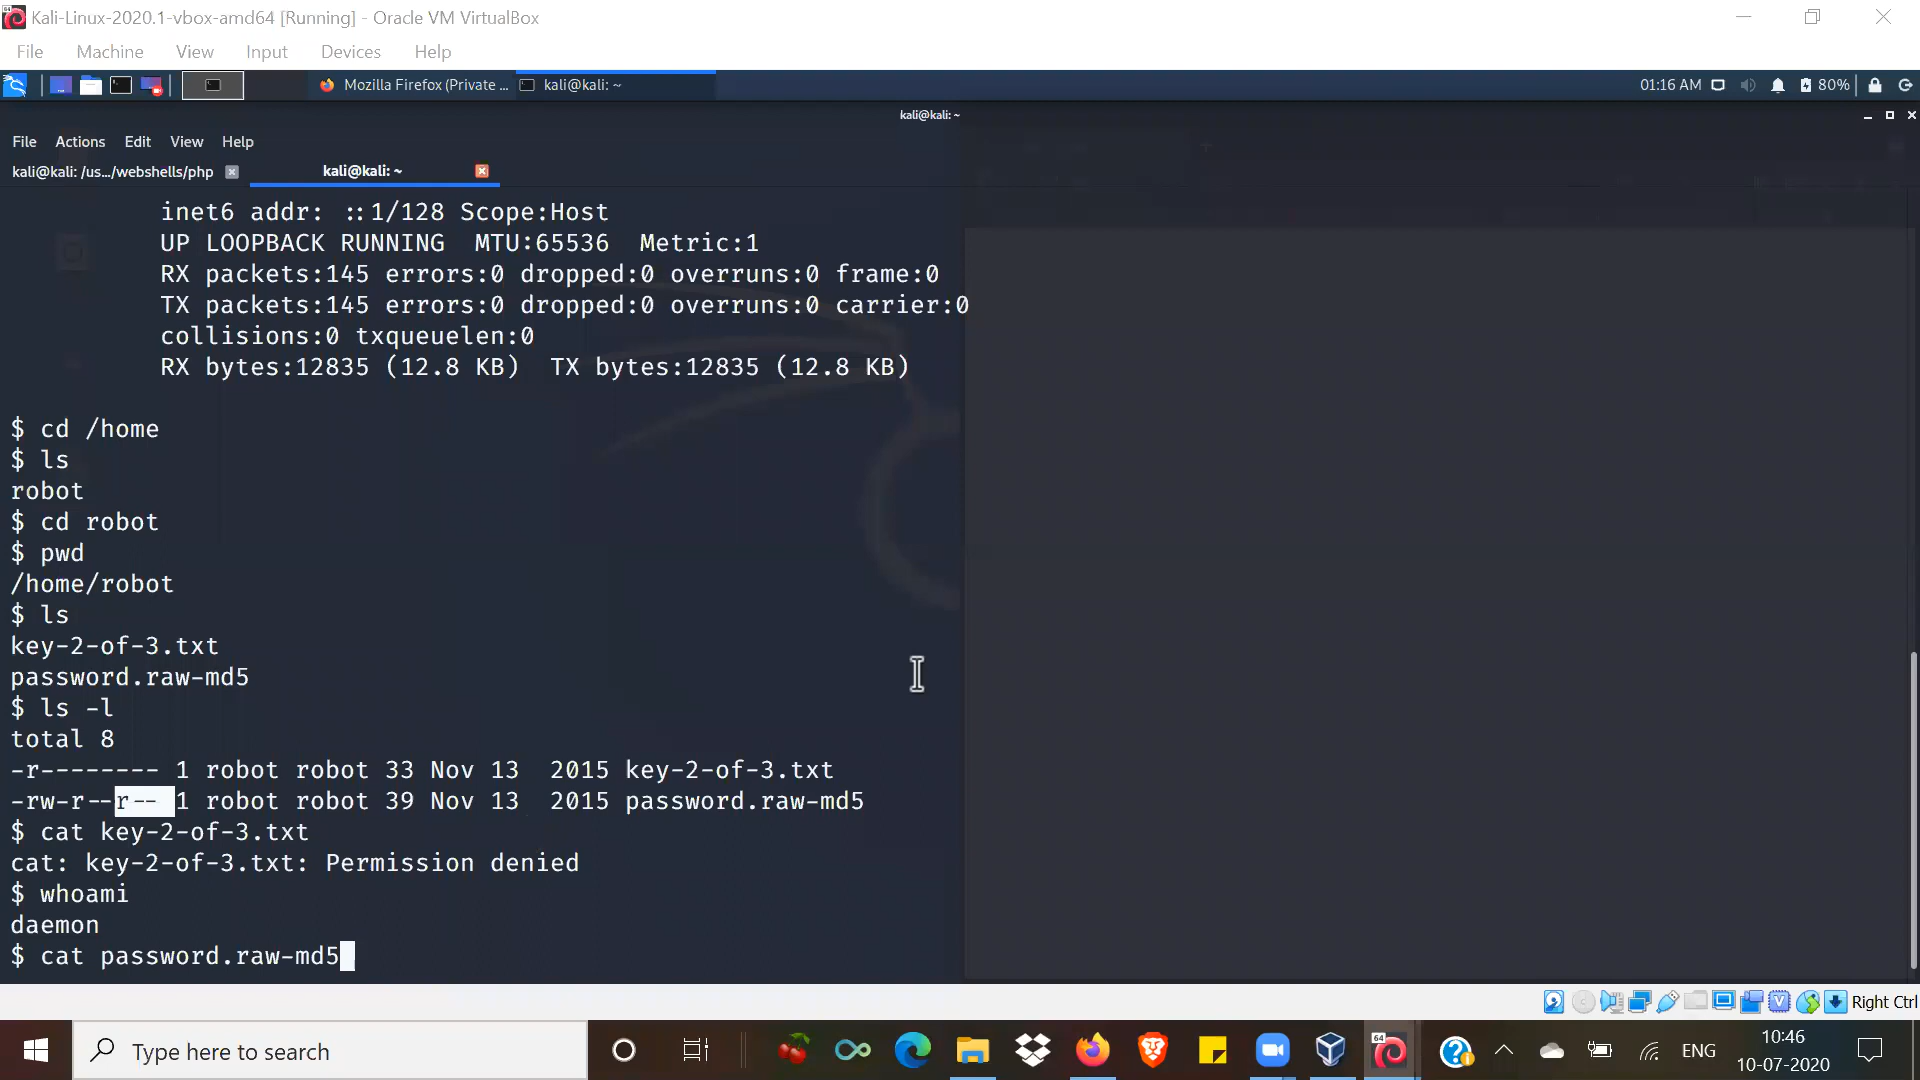 Kali-Linux-2020.1-vbox-amd64 [Running] - Oracle VM VirtualBox
File Machine View Input Devices Help
Mozilla Firefox (Private ... kali@kali: ~ 01:16 AM 80%
kali@kali: ~
File Actions Edit View Help
kali@kali: /us.../webshells/php kali@kali: ~
inet6 addr: ::1/128 Scope:Host
UP LOOPBACK RUNNING MTU:65536 Metric:1
RX packets:145 errors:0 dropped:0 overruns:0 frame:0
TX packets:145 errors:0 dropped:0 overruns:0 carrier:0
collisions:0 txqueuelen:0
RX bytes:12835 (12.8 KB) TX bytes:12835 (12.8 KB)
$ cd /home
$ ls
robot
$ cd robot
$ pwd
/home/robot
$ ls
key-2-of-3.txt
password.raw-md5
$ ls -l
total 8
-r-------- 1 robot robot 33 Nov 13 2015 key-2-of-3.txt
-rw-r--r-- 1 robot robot 39 Nov 13 2015 password.raw-md5
$ cat key-2-of-3.txt
cat: key-2-of-3.txt: Permission denied
$ whoami
daemon
$ cat password.raw-md5
Right Ctrl
Type here to search
64
ENG
10:46
10-07-2020